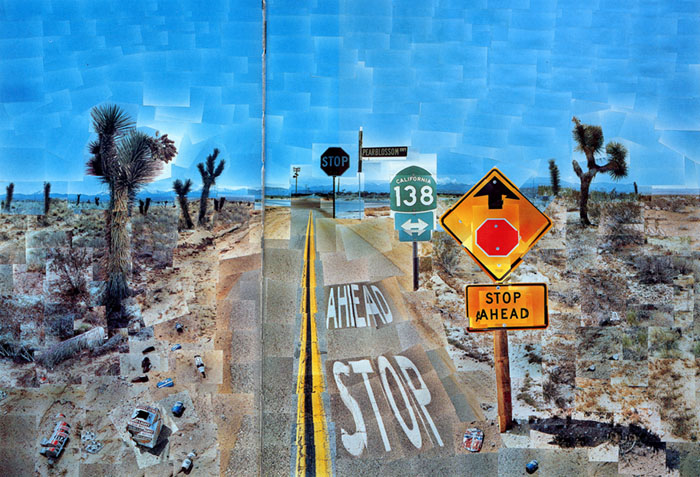 STOP
PEARBLOSSOM HWY
CALIFORNIA
138
STOP
AHEAD
AHEAD
STOP